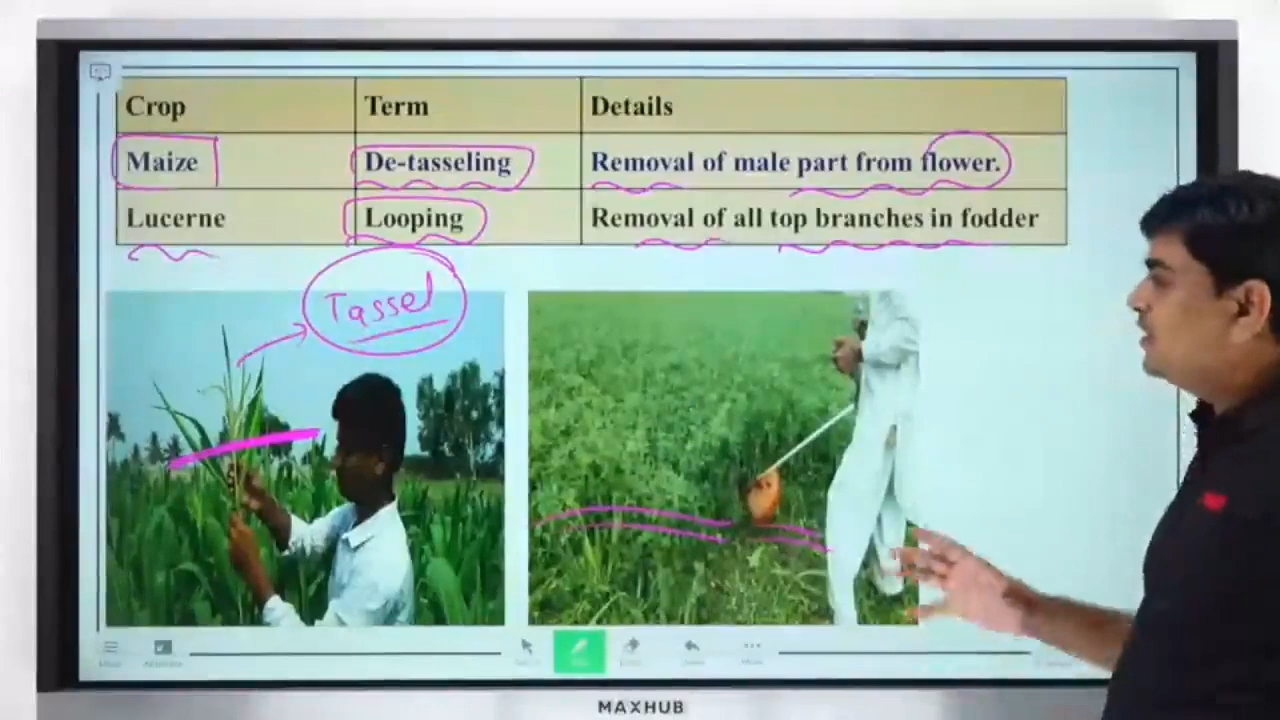 Crop Term Details
Maize De-tasseling Removal of male part from flower.
Lucerne Looping Removal of all top branches in fodder
Tassel
MAXHUB